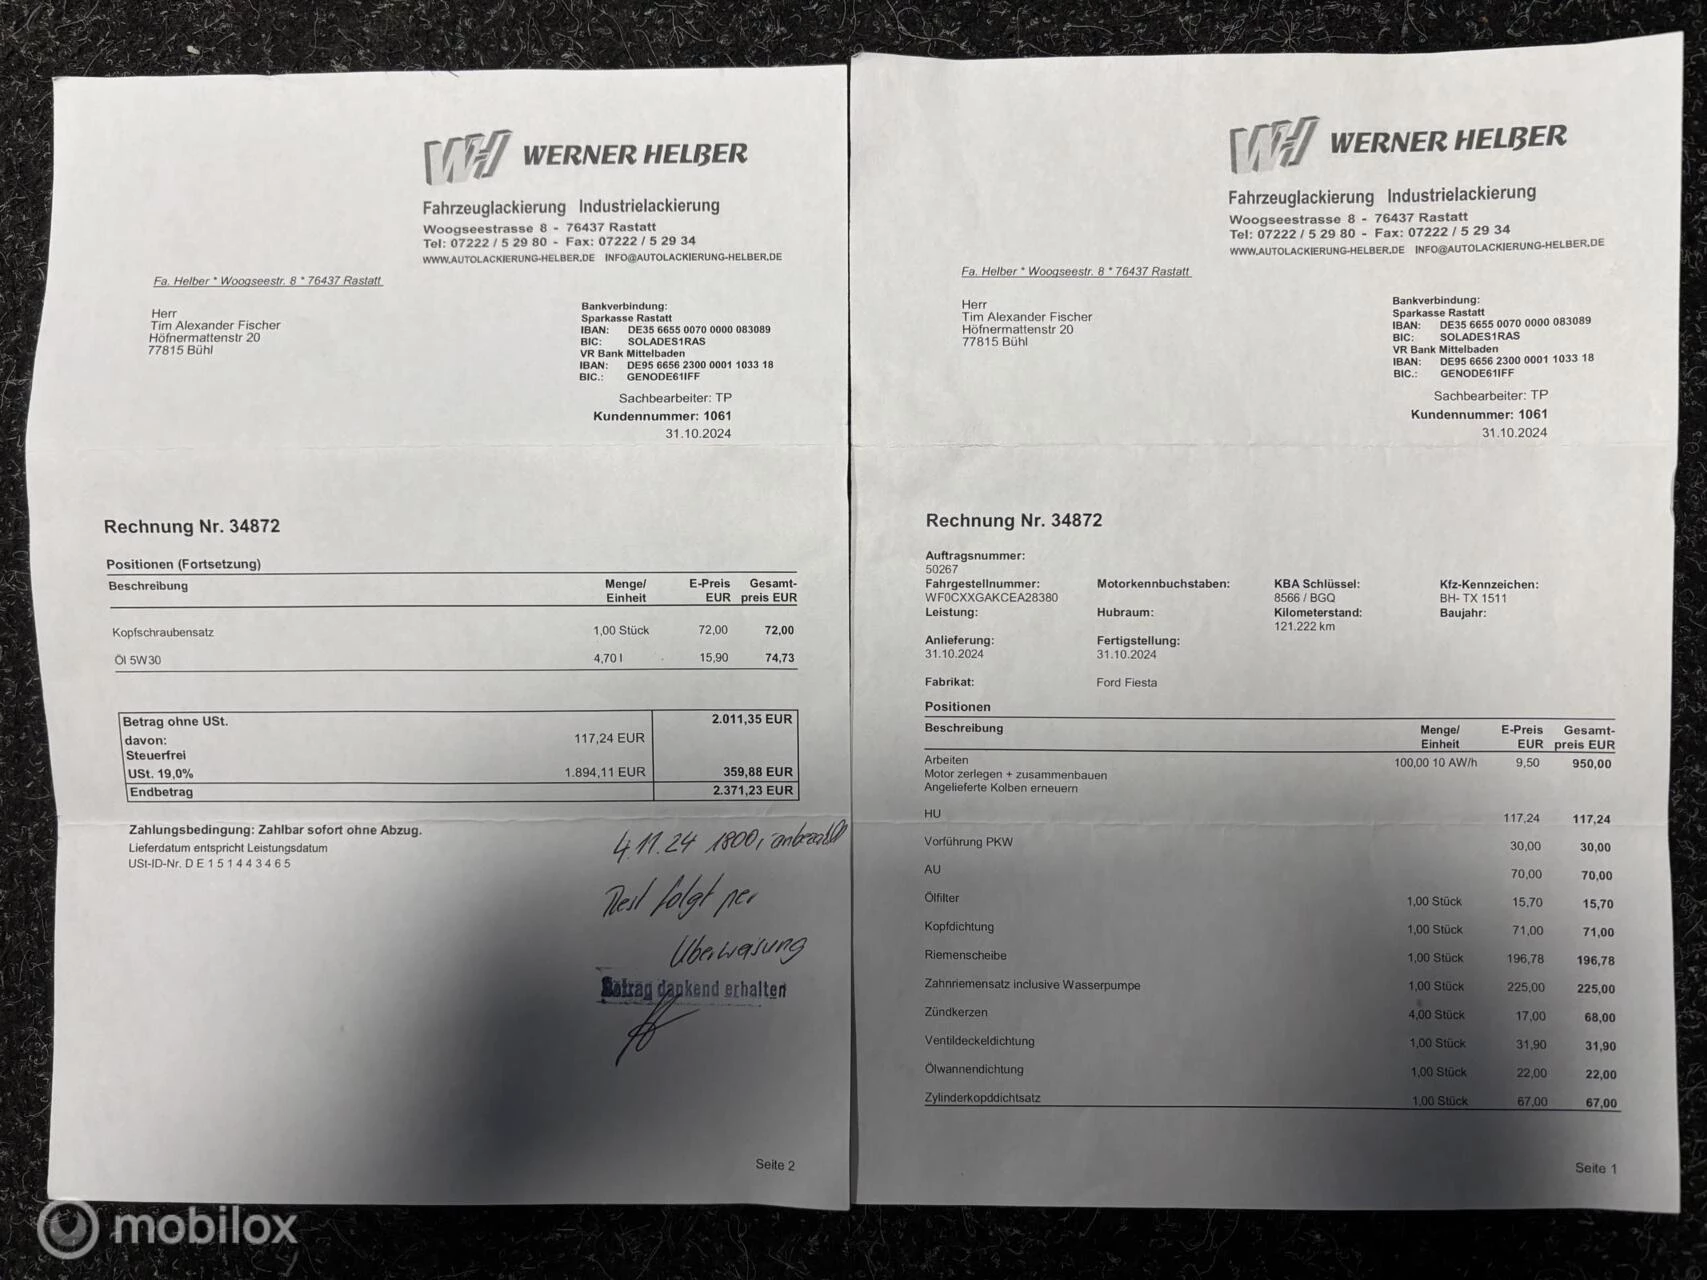 WH WERNER HELBER
Fahrzeuglackierung Industrielackierung
Woogseestrasse 8 - 76437 Rastatt
Tel: 07222 / 5 29 80 - Fax: 07222 / 5 29 34
WWW.AUTOLACKIERUNG-HELBER.DE INFO@AUTOLACKIERUNG-HELBER.DE
Fa. Helber * Woogseestr. 8 * 76437 Rastatt
Herr
Tim Alexander Fischer
Höfnermattenstr 20
77815 Bühl
Bankverbindung:
Sparkasse Rastatt
IBAN: DE35 6655 0070 0000 083089
BIC: SOLADES1RAS
VR Bank Mittelbaden
IBAN: DE95 6656 2300 0001 1033 18
BIC.: GENODE61IFF
Sachbearbeiter: TP
Kundennummer: 1061
31.10.2024
Rechnung Nr. 34872
Positionen (Fortsetzung)
Beschreibung Menge/ E-Preis Gesamt-
Einheit EUR preis EUR
Kopfschraubensatz 1,00 Stück 72,00 72,00
Öl 5W30 4,70 l 15,90 74,73
Betrag ohne USt. 2.011,35 EUR
davon: 117,24 EUR
Steuerfrei
USt. 19,0% 1.894,11 EUR 359,88 EUR
Endbetrag 2.371,23 EUR
Zahlungsbedingung: Zahlbar sofort ohne Abzug.
Lieferdatum entspricht Leistungsdatum
USt-ID-Nr. D E 1 5 1 4 4 3 4 6 5
4.11.24 1800,- anbezahlt
Rest folgt per
Überweisung
Betrag dankend erhalten
Seite 2
WH WERNER HELBER
Fahrzeuglackierung Industrielackierung
Woogseestrasse 8 - 76437 Rastatt
Tel: 07222 / 5 29 80 - Fax: 07222 / 5 29 34
WWW.AUTOLACKIERUNG-HELBER.DE INFO@AUTOLACKIERUNG-HELBER.DE
Fa. Helber * Woogseestr. 8 * 76437 Rastatt
Herr
Tim Alexander Fischer
Höfnermattenstr 20
77815 Bühl
Bankverbindung:
Sparkasse Rastatt
IBAN: DE35 6655 0070 0000 083089
BIC: SOLADES1RAS
VR Bank Mittelbaden
IBAN: DE95 6656 2300 0001 1033 18
BIC.: GENODE61IFF
Sachbearbeiter: TP
Kundennummer: 1061
31.10.2024
Rechnung Nr. 34872
Auftragsnummer:
50267
Fahrgestellnummer: Motorkennbuchstaben: KBA Schlüssel: Kfz-Kennzeichen:
WF0CXXGAKCEA28380 8566 / BGQ BH- TX 1511
Leistung: Hubraum: Kilometerstand: Baujahr:
121.222 km
Anlieferung: Fertigstellung:
31.10.2024 31.10.2024
Fabrikat: Ford Fiesta
Positionen
Beschreibung Menge/ E-Preis Gesamt-
Einheit EUR preis EUR
Arbeiten 100,00 10 AW/h 9,50 950,00
Motor zerlegen + zusammenbauen
Angelieferte Kolben erneuern
HU 117,24 117,24
Vorführung PKW 30,00 30,00
AU 70,00 70,00
Ölfilter 1,00 Stück 15,70 15,70
Kopfdichtung 1,00 Stück 71,00 71,00
Riemenscheibe 1,00 Stück 196,78 196,78
Zahnriemensatz inclusive Wasserpumpe 1,00 Stück 225,00 225,00
Zündkerzen 4,00 Stück 17,00 68,00
Ventildeckeldichtung 1,00 Stück 31,90 31,90
Ölwannendichtung 1,00 Stück 22,00 22,00
Zylinderkopddichtsatz 1,00 Stück 67,00 67,00
Seite 1
mobilox